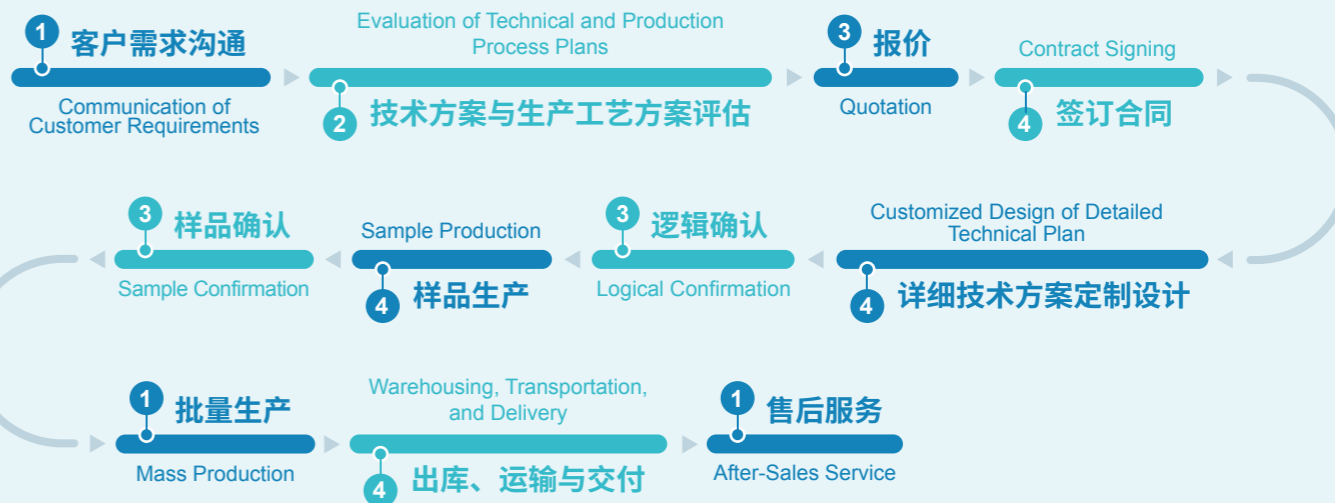 1
客户需求沟通
Communication of
Customer Requirements
Evaluation of Technical and Production
Process Plans
2
技术方案与生产工艺方案评估
3
报价
Quotation
Contract Signing
4
签订合同
Customized Design of Detailed
Technical Plan
4
详细技术方案定制设计
3
逻辑确认
Logical Confirmation
Sample Production
4
样品生产
3
样品确认
Sample Confirmation
1
批量生产
Mass Production
Warehousing, Transportation,
and Delivery
4
出库、运输与交付
1
售后服务
After-Sales Service